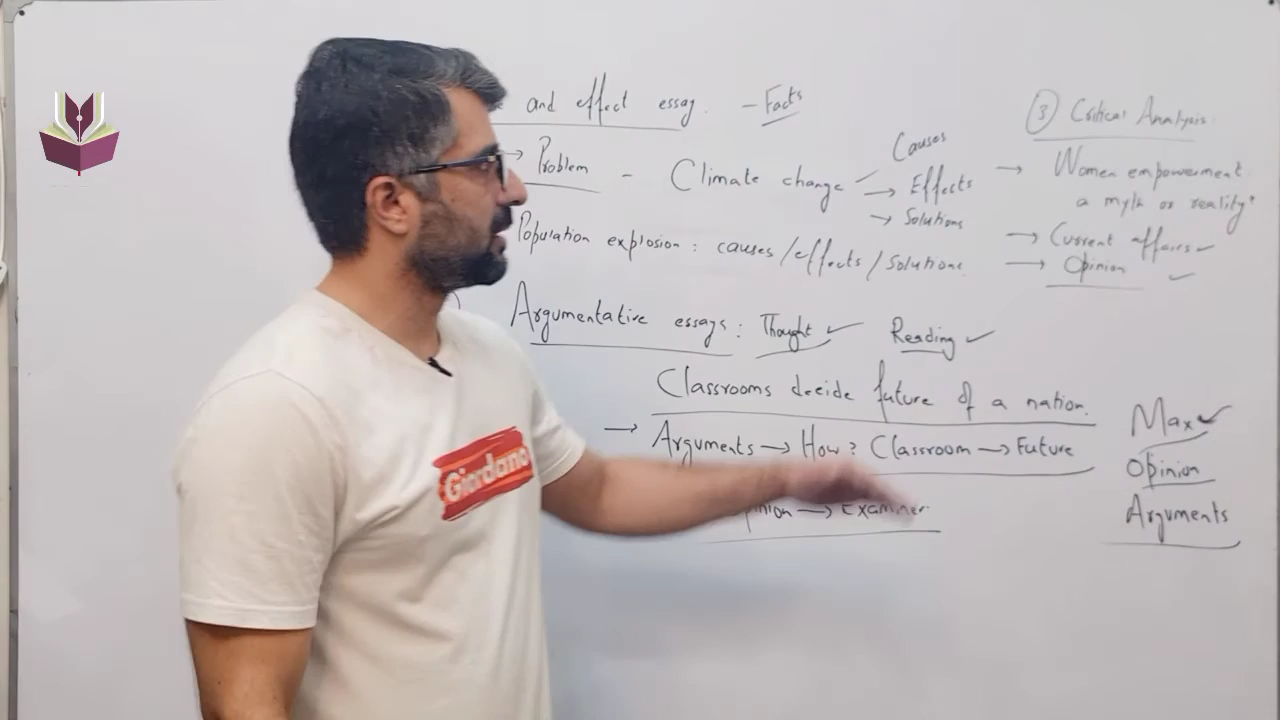 and effect essay. - Facts
→ Problem - Climate change
Causes
→ Effects
→ Solutions
Population explosion : causes/effects/Solutions.
Argumentative essays : Thought ✓ Reading ✓
Classrooms decide future of a nation.
→ Arguments → How? Classroom → Future
→ Examiner.
Max ✓
Opinion
Arguments
③ Critical Analysis.
→ Women empowerment
a myth or reality?
→ Current affairs ✓
→ Opinion ✓
Giordano